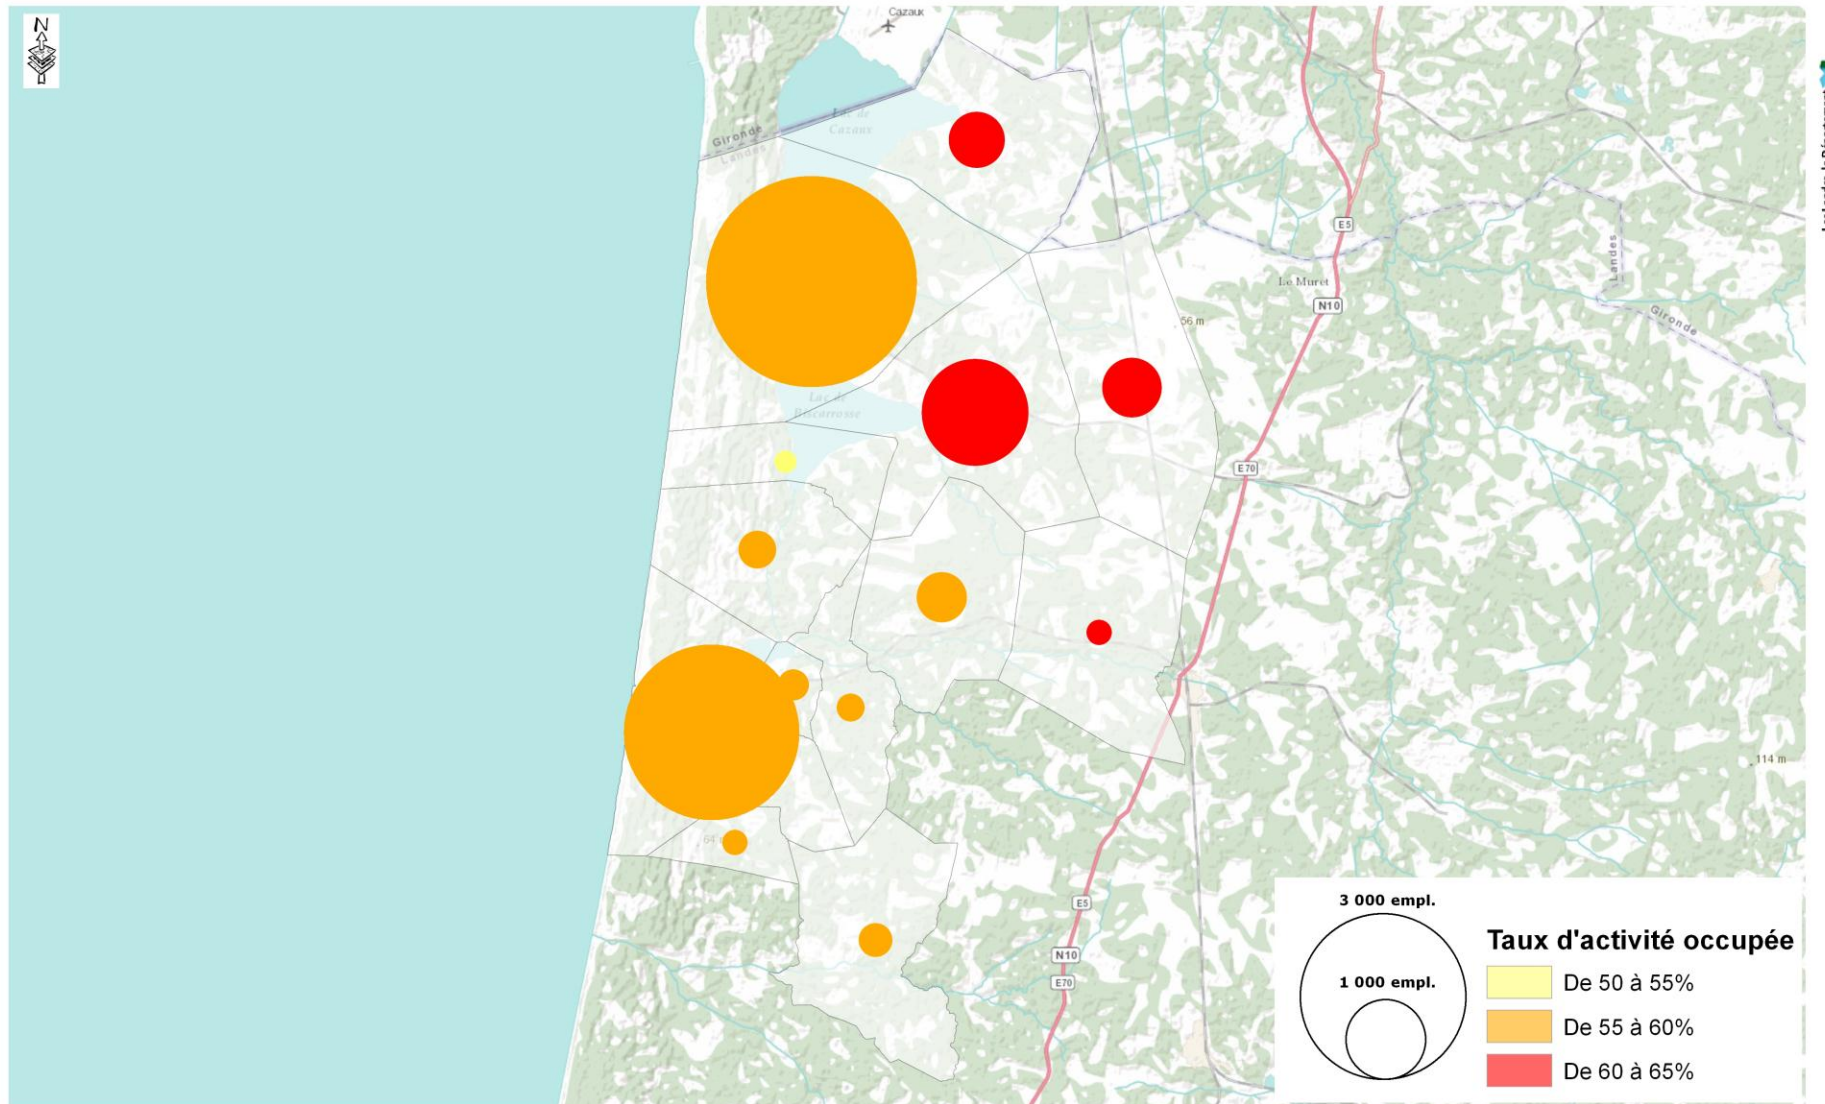 N
Cazaux
Lac de
Cazaux
Gironde
Landes
E5
Landes
Le Muret
N10
Gironde
56 m
Lac de
Biscarrosse
E70
114 m
64
E5
N10
E70
3 000 empl.
1 000 empl.
Taux d'activité occupée
De 50 à 55%
De 55 à 60%
De 60 à 65%